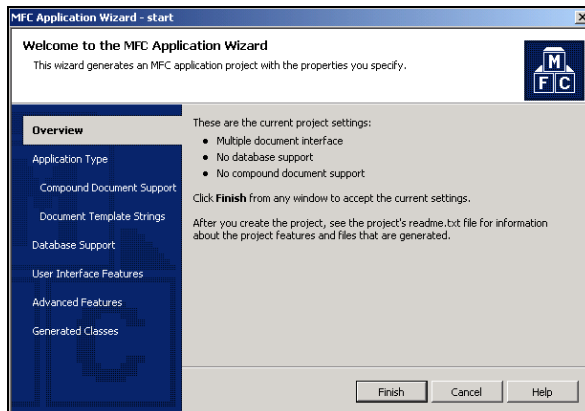 MFC Application Wizard - start
Welcome to the MFC Application Wizard
This wizard generates an MFC application project with the properties you specify.
M
F C
Overview
Application Type
Compound Document Support
Document Template Strings
Database Support
User Interface Features
Advanced Features
Generated Classes
These are the current project settings:
• Multiple document interface
• No database support
• No compound document support
Click Finish from any window to accept the current settings.
After you create the project, see the project's readme.txt file for information
about the project features and files that are generated.
Finish
Cancel
Help